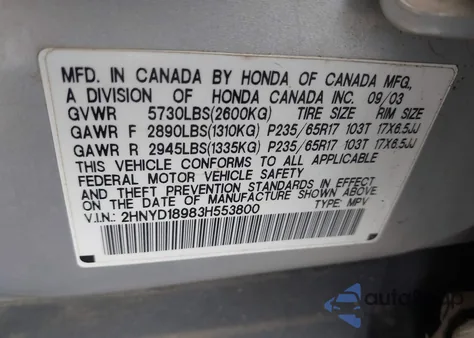 MFD. IN CANADA BY HONDA OF CANADA MFG.,
A DIVISION OF HONDA CANADA INC. 09/03
GVWR 5730LBS(2600KG) TIRE SIZE RIM SIZE
GAWR F 2890LBS(1310KG) P235/65R17 103T 17X6.5JJ
GAWR R 2945LBS(1335KG) P235/65R17 103T 17X6.5JJ
THIS VEHICLE CONFORMS TO ALL APPLICABLE
FEDERAL MOTOR VEHICLE SAFETY
AND THEFT PREVENTION STANDARDS IN EFFECT
ON THE DATE OF MANUFACTURE SHOWN ABOVE.
V.I.N.: 2HNYD18983H553800 TYPE: MPV